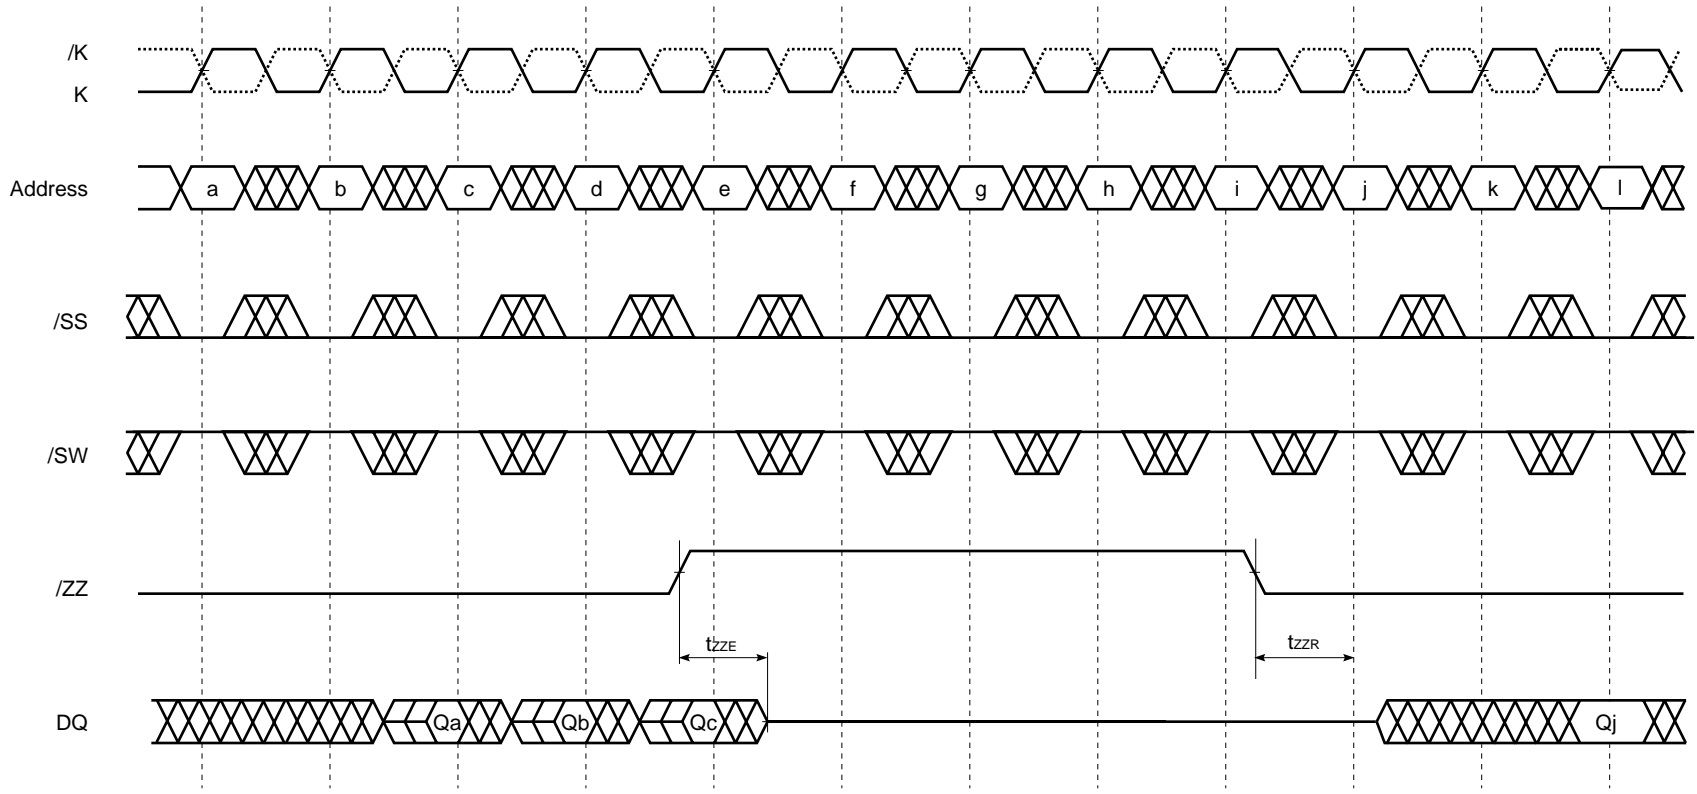 /K
K
Address a b c d e f g h i j k l
/SS
/SW
/ZZ
tZZE tZZR
DQ Qa Qb Qc Qj